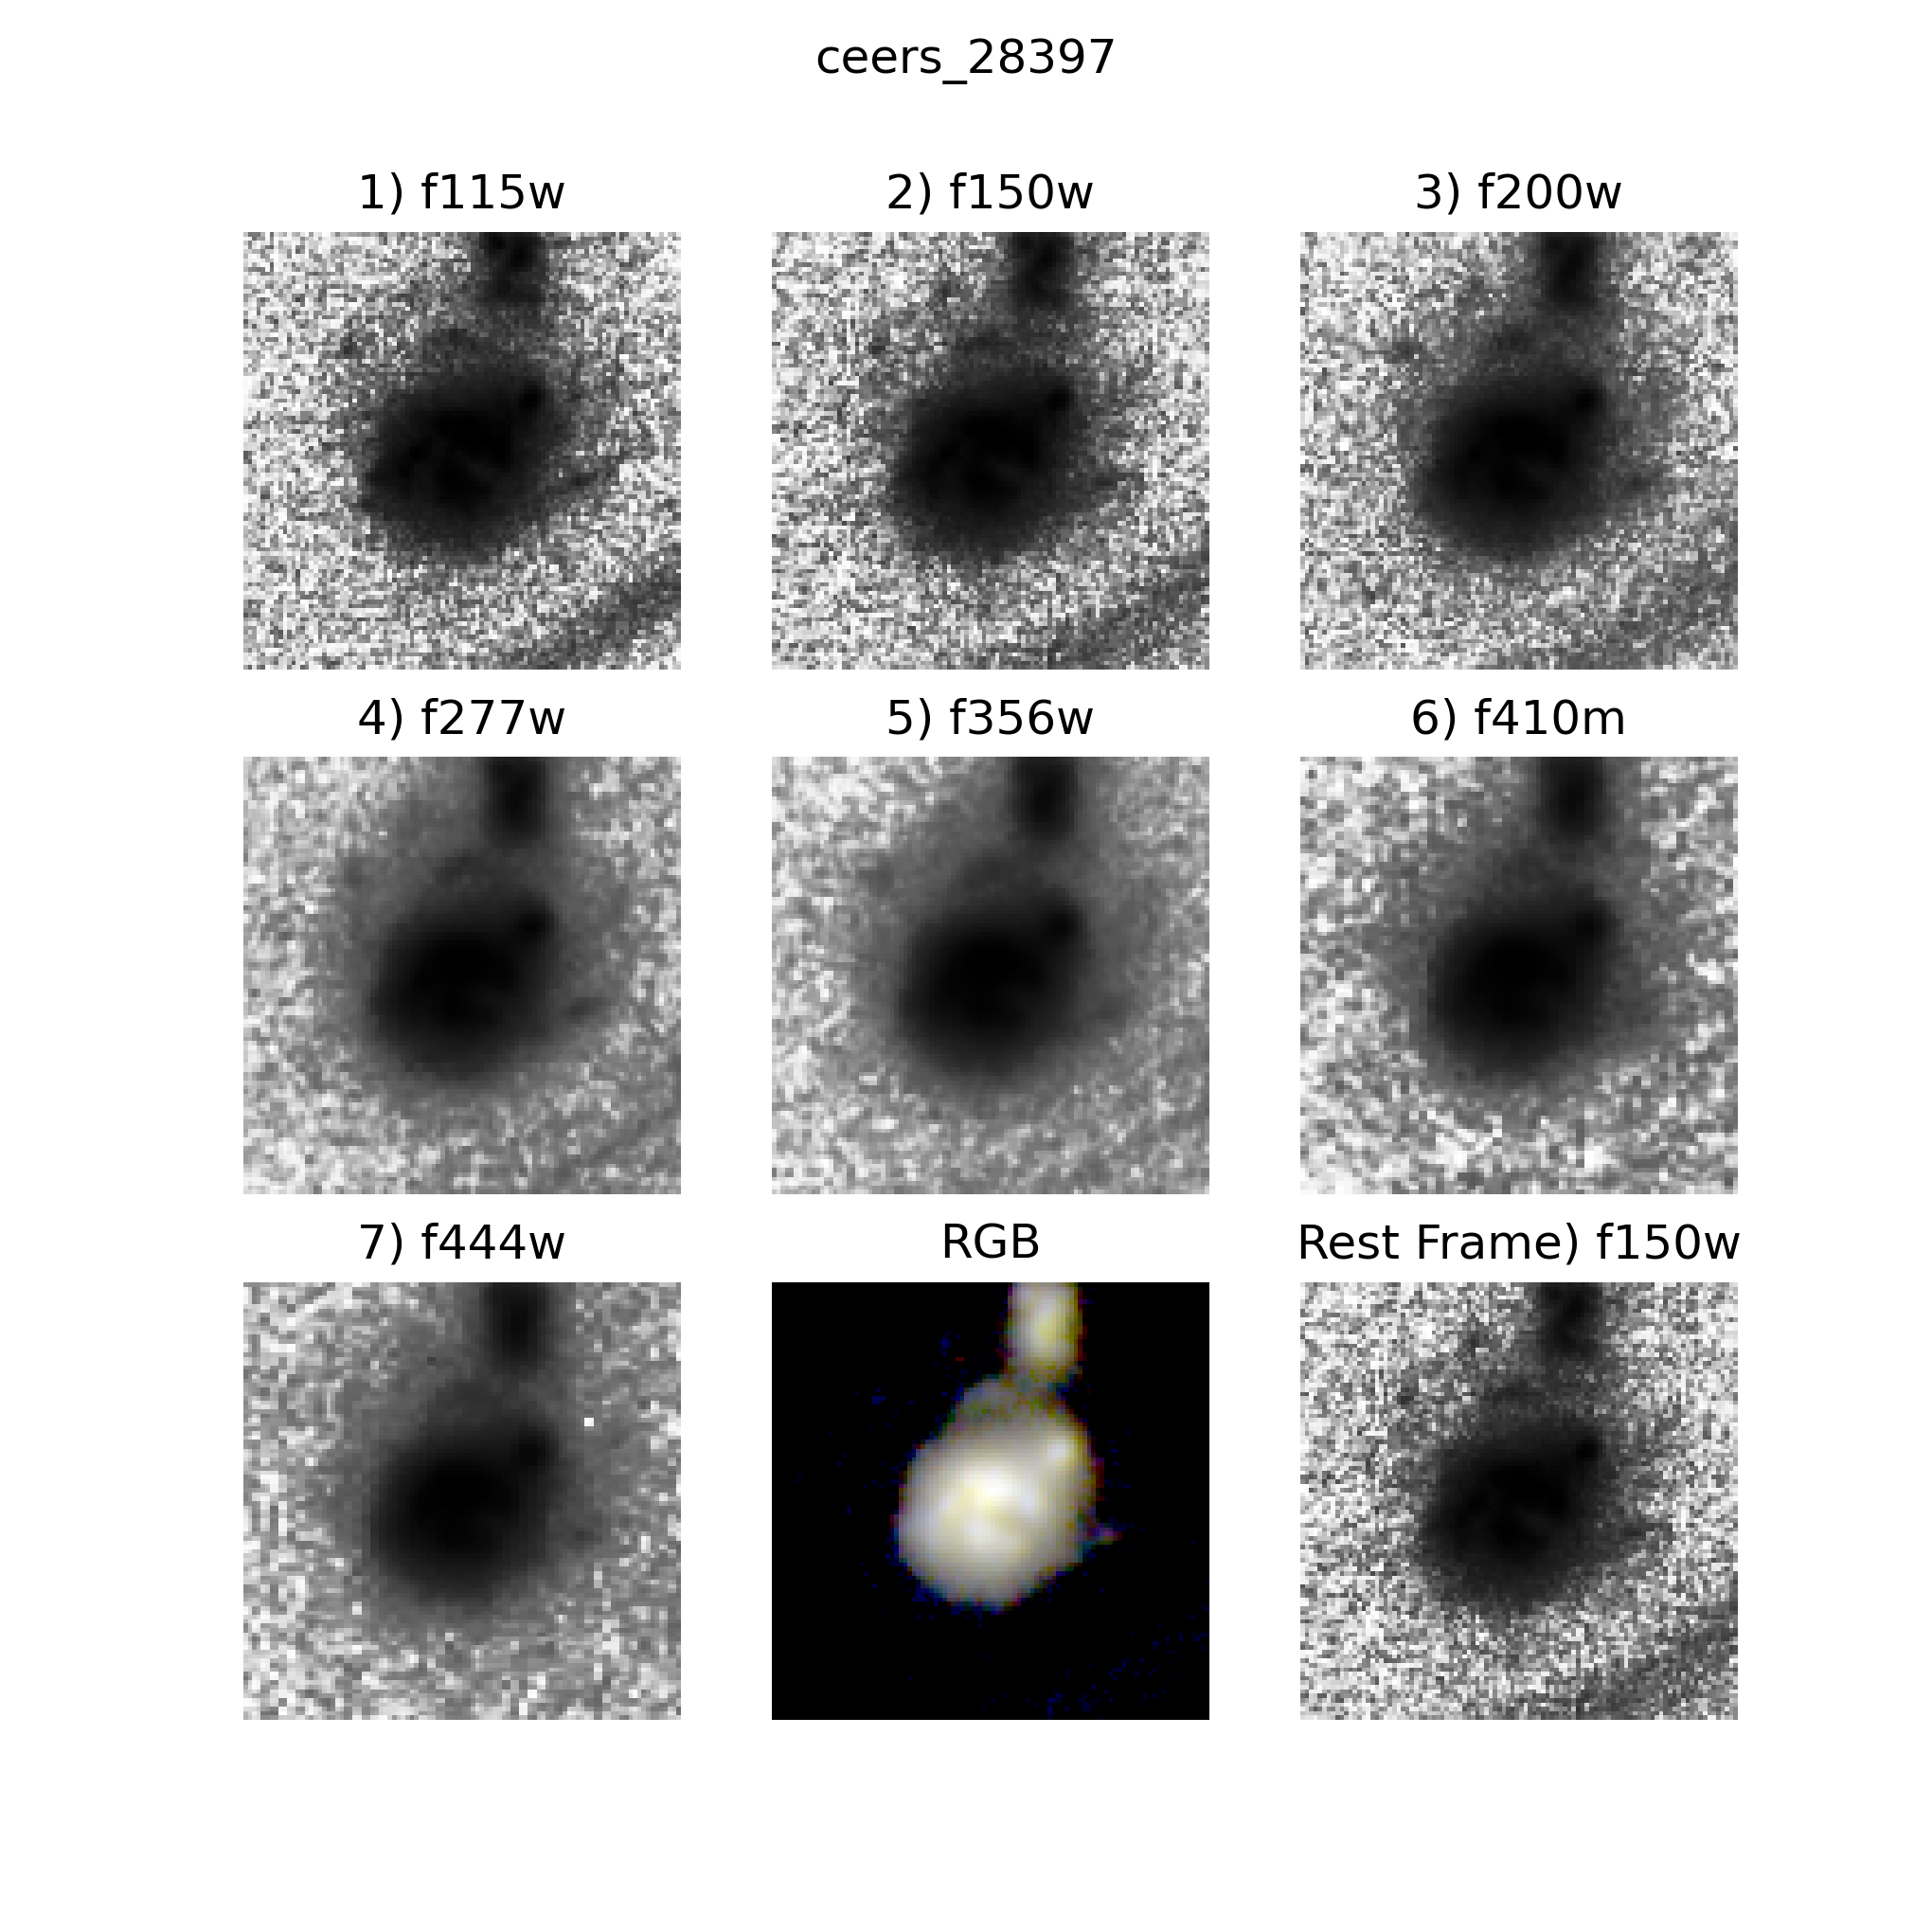 ceers_28397
1) f115w
2) f150w
3) f200w
4) f277w
5) f356w
6) f410m
7) f444w
RGB
Rest Frame) f150w